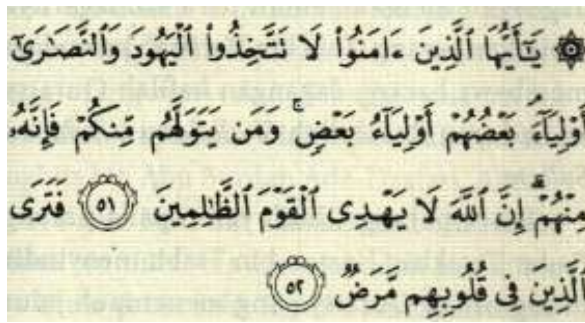 ۞ يَـٰٓأَيُّهَا ٱلَّذِينَ ءَامَنُوا۟ لَا تَتَّخِذُوا۟ ٱلْيَهُودَ وَٱلنَّصَـٰرَىٰٓ
أَوْلِيَآءَ ۘ بَعْضُهُمْ أَوْلِيَآءُ بَعْضٍ ۚ وَمَن يَتَوَلَّهُم مِّنكُمْ فَإِنَّهُۥ
مِنْهُمْ ۗ إِنَّ ٱللَّهَ لَا يَهْدِى ٱلْقَوْمَ ٱلظَّـٰلِمِينَ ٥١ فَتَرَى
ٱلَّذِينَ فِى قُلُوبِهِم مَّرَضٌ ٥٢